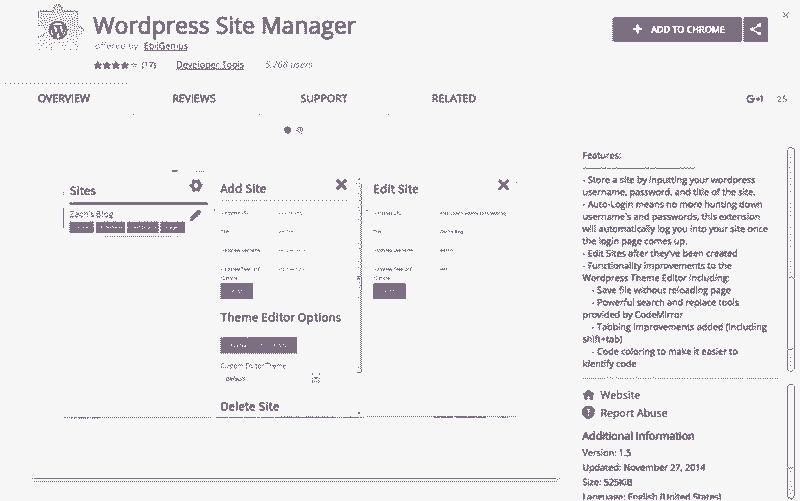 Wordpress Site Manager
offered by EbilGenius
(17)
Developer Tools
5,768 users
ADD TO CHROME
OVERVIEW
REVIEWS
SUPPORT
RELATED
G+1 25
Sites
Zach's Blog
Add Site
Theme Editor Options
Custom Editor Theme
Default
Delete Site
Edit Site
Features:
- Store a site by inputting your wordpress
username, password, and title of the site.
- Auto-Login means no more hunting down
username's and passwords, this extension
will automatically log you into your site once
the login page comes up.
- Edit Sites after they've been created
- Functionality improvements to the
Wordpress Theme Editor including:
- Save file without reloading page
- Powerful search and replace tools
provided by CodeMirror
- Tabbing improvements added (including
shift+tab)
- Code coloring to make it easier to
identify code
Website
Report Abuse
Additional Information
Version: 1.5
Updated: November 27, 2014
Size: 525KiB
Language: English (United States)